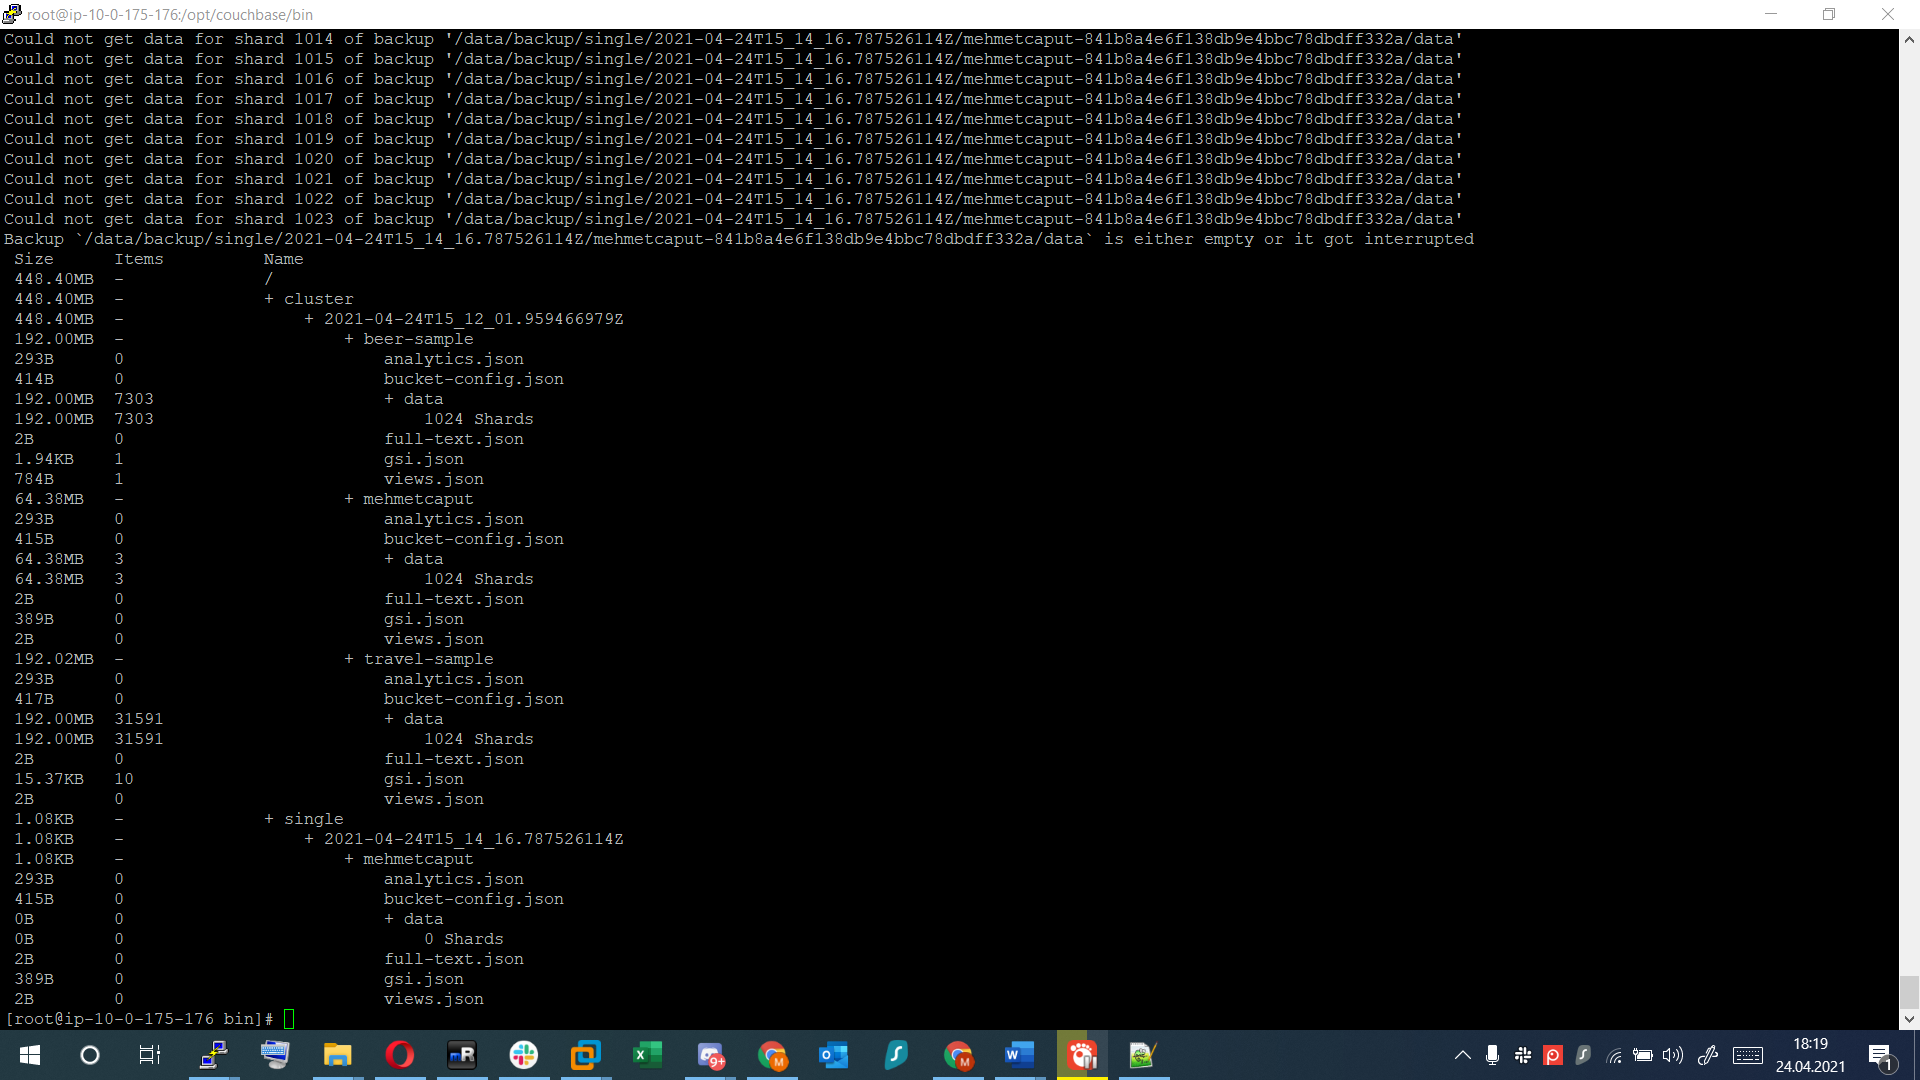 root@ip-10-0-175-176:/opt/couchbase/bin
Could not get data for shard 1014 of backup '/data/backup/single/2021-04-24T15_14_16.787526114Z/mehmetcaput-841b8a4e6f138db9e4bbc78dbdff332a/data'
Could not get data for shard 1015 of backup '/data/backup/single/2021-04-24T15_14_16.787526114Z/mehmetcaput-841b8a4e6f138db9e4bbc78dbdff332a/data'
Could not get data for shard 1016 of backup '/data/backup/single/2021-04-24T15_14_16.787526114Z/mehmetcaput-841b8a4e6f138db9e4bbc78dbdff332a/data'
Could not get data for shard 1017 of backup '/data/backup/single/2021-04-24T15_14_16.787526114Z/mehmetcaput-841b8a4e6f138db9e4bbc78dbdff332a/data'
Could not get data for shard 1018 of backup '/data/backup/single/2021-04-24T15_14_16.787526114Z/mehmetcaput-841b8a4e6f138db9e4bbc78dbdff332a/data'
Could not get data for shard 1019 of backup '/data/backup/single/2021-04-24T15_14_16.787526114Z/mehmetcaput-841b8a4e6f138db9e4bbc78dbdff332a/data'
Could not get data for shard 1020 of backup '/data/backup/single/2021-04-24T15_14_16.787526114Z/mehmetcaput-841b8a4e6f138db9e4bbc78dbdff332a/data'
Could not get data for shard 1021 of backup '/data/backup/single/2021-04-24T15_14_16.787526114Z/mehmetcaput-841b8a4e6f138db9e4bbc78dbdff332a/data'
Could not get data for shard 1022 of backup '/data/backup/single/2021-04-24T15_14_16.787526114Z/mehmetcaput-841b8a4e6f138db9e4bbc78dbdff332a/data'
Could not get data for shard 1023 of backup '/data/backup/single/2021-04-24T15_14_16.787526114Z/mehmetcaput-841b8a4e6f138db9e4bbc78dbdff332a/data'
Backup `/data/backup/single/2021-04-24T15_14_16.787526114Z/mehmetcaput-841b8a4e6f138db9e4bbc78dbdff332a/data` is either empty or it got interrupted
Size Items Name
448.40MB - /
448.40MB - + cluster
448.40MB - + 2021-04-24T15_12_01.959466979Z
192.00MB - + beer-sample
293B 0 analytics.json
414B 0 bucket-config.json
192.00MB 7303 + data
192.00MB 7303 1024 Shards
2B 0 full-text.json
1.94KB 1 gsi.json
784B 1 views.json
64.38MB - + mehmetcaput
293B 0 analytics.json
415B 0 bucket-config.json
64.38MB 3 + data
64.38MB 3 1024 Shards
2B 0 full-text.json
389B 0 gsi.json
2B 0 views.json
192.02MB - + travel-sample
293B 0 analytics.json
417B 0 bucket-config.json
192.00MB 31591 + data
192.00MB 31591 1024 Shards
2B 0 full-text.json
15.37KB 10 gsi.json
2B 0 views.json
1.08KB - + single
1.08KB - + 2021-04-24T15_14_16.787526114Z
1.08KB - + mehmetcaput
293B 0 analytics.json
415B 0 bucket-config.json
0B 0 + data
0B 0 0 Shards
2B 0 full-text.json
389B 0 gsi.json
2B 0 views.json
[root@ip-10-0-175-176 bin]#
mR
9+
M
M
18:19
24.04.2021
1